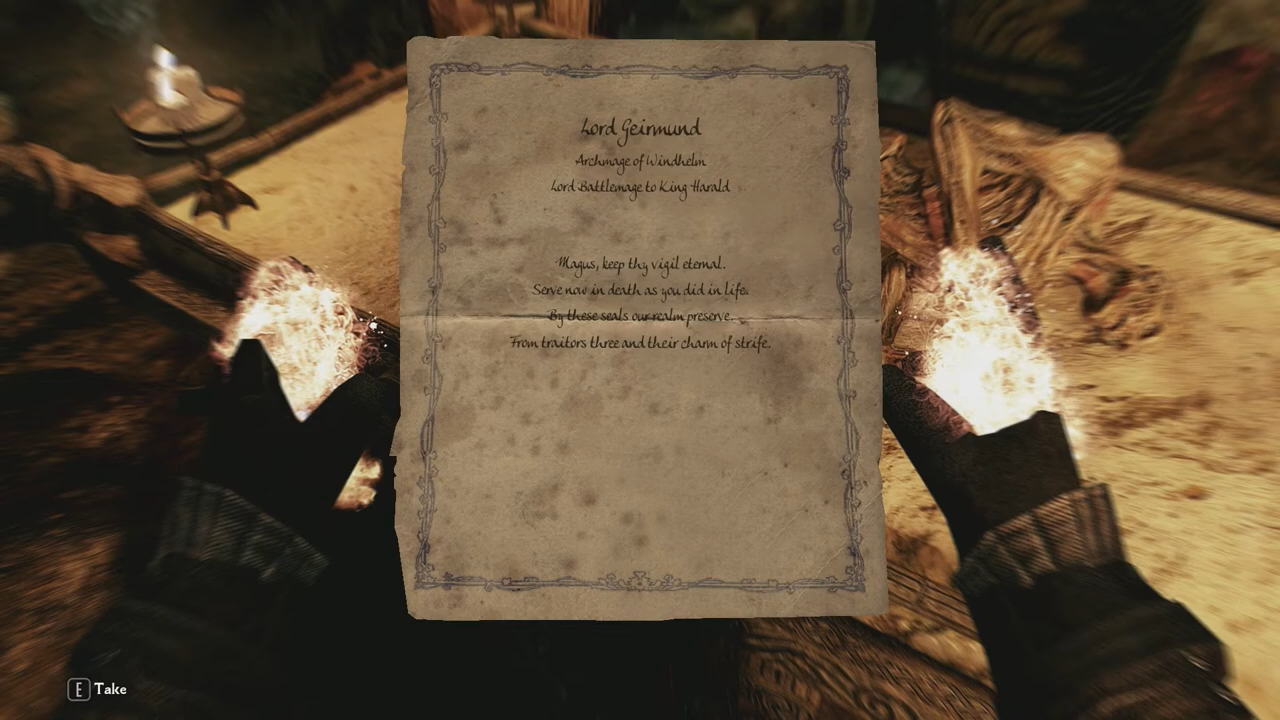 Lord Geirmund
Archmage of Windhelm
Lord Battlemage to King Harald
Magus, keep thy vigil eternal.
Serve now in death as you did in life.
By these seals our realm preserve.
From traitors three and their charm of strife.
E Take